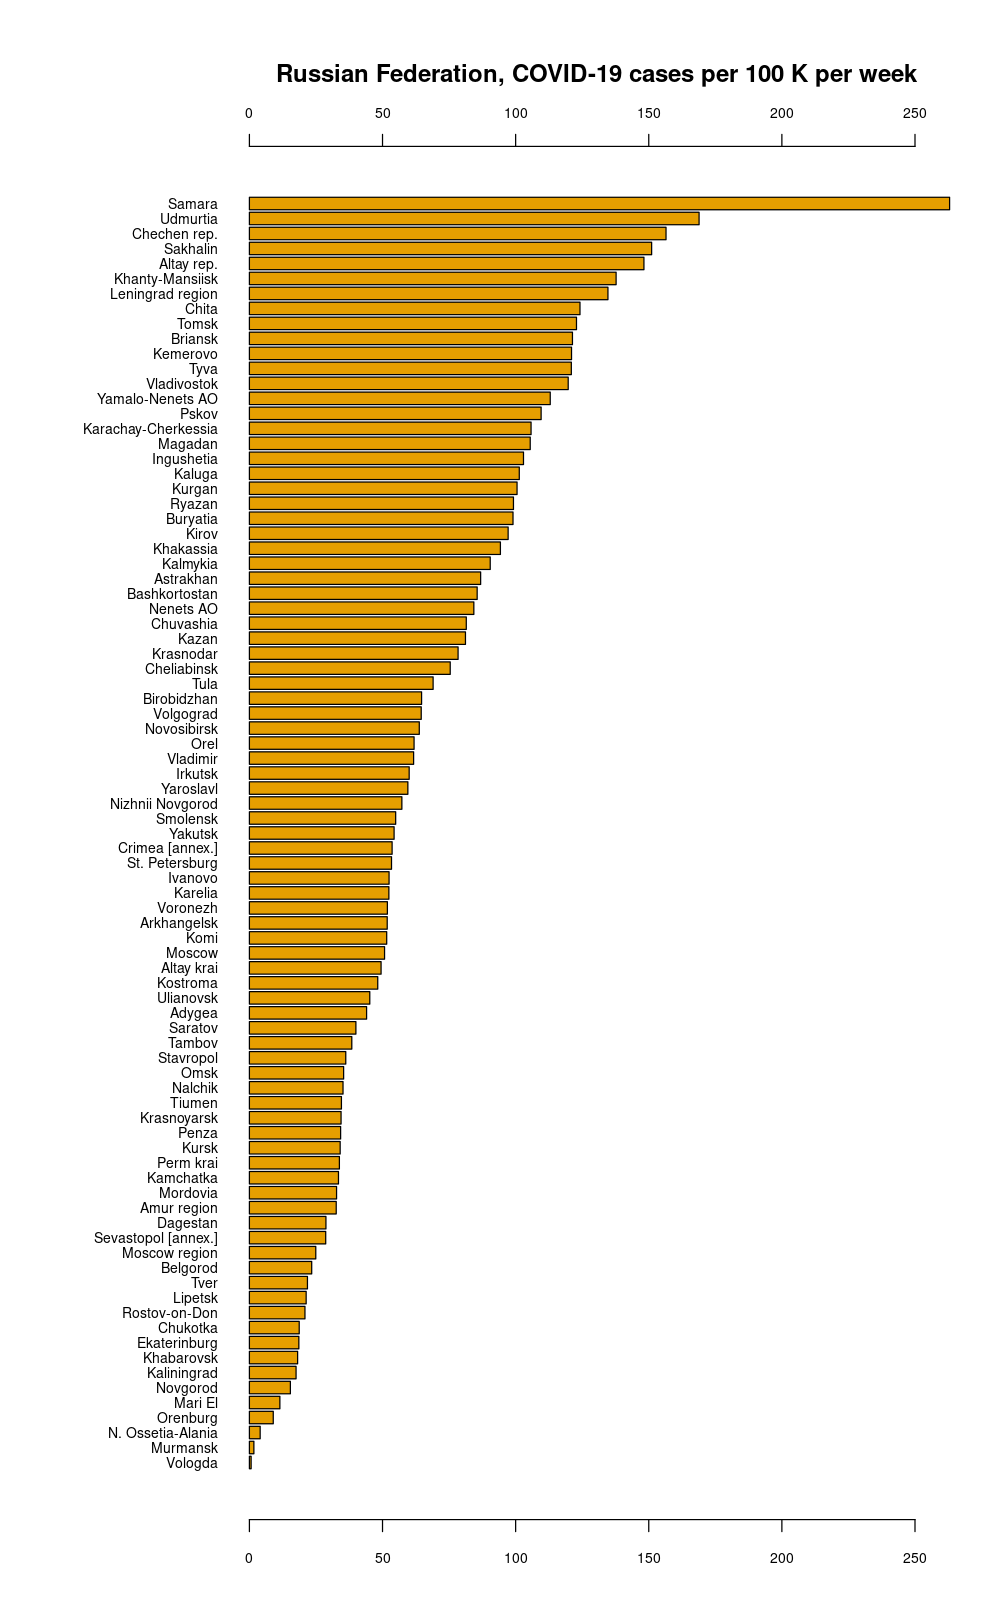 Russian Federation, COVID-19 cases per 100 K per week
0 50 100 150 200 250
Samara
Udmurtia
Chechen rep.
Sakhalin
Altay rep.
Khanty-Mansiisk
Leningrad region
Chita
Tomsk
Briansk
Kemerovo
Tyva
Vladivostok
Yamalo-Nenets AO
Pskov
Karachay-Cherkessia
Magadan
Ingushetia
Kaluga
Kurgan
Ryazan
Buryatia
Kirov
Khakassia
Kalmykia
Astrakhan
Bashkortostan
Nenets AO
Chuvashia
Kazan
Krasnodar
Cheliabinsk
Tula
Birobidzhan
Volgograd
Novosibirsk
Orel
Vladimir
Irkutsk
Yaroslavl
Nizhnii Novgorod
Smolensk
Yakutsk
Crimea [annex.]
St. Petersburg
Ivanovo
Karelia
Voronezh
Arkhangelsk
Komi
Moscow
Altay krai
Kostroma
Ulianovsk
Adygea
Saratov
Tambov
Stavropol
Omsk
Nalchik
Tiumen
Krasnoyarsk
Penza
Kursk
Perm krai
Kamchatka
Mordovia
Amur region
Dagestan
Sevastopol [annex.]
Moscow region
Belgorod
Tver
Lipetsk
Rostov-on-Don
Chukotka
Ekaterinburg
Khabarovsk
Kaliningrad
Novgorod
Mari El
Orenburg
N. Ossetia-Alania
Murmansk
Vologda
0 50 100 150 200 250